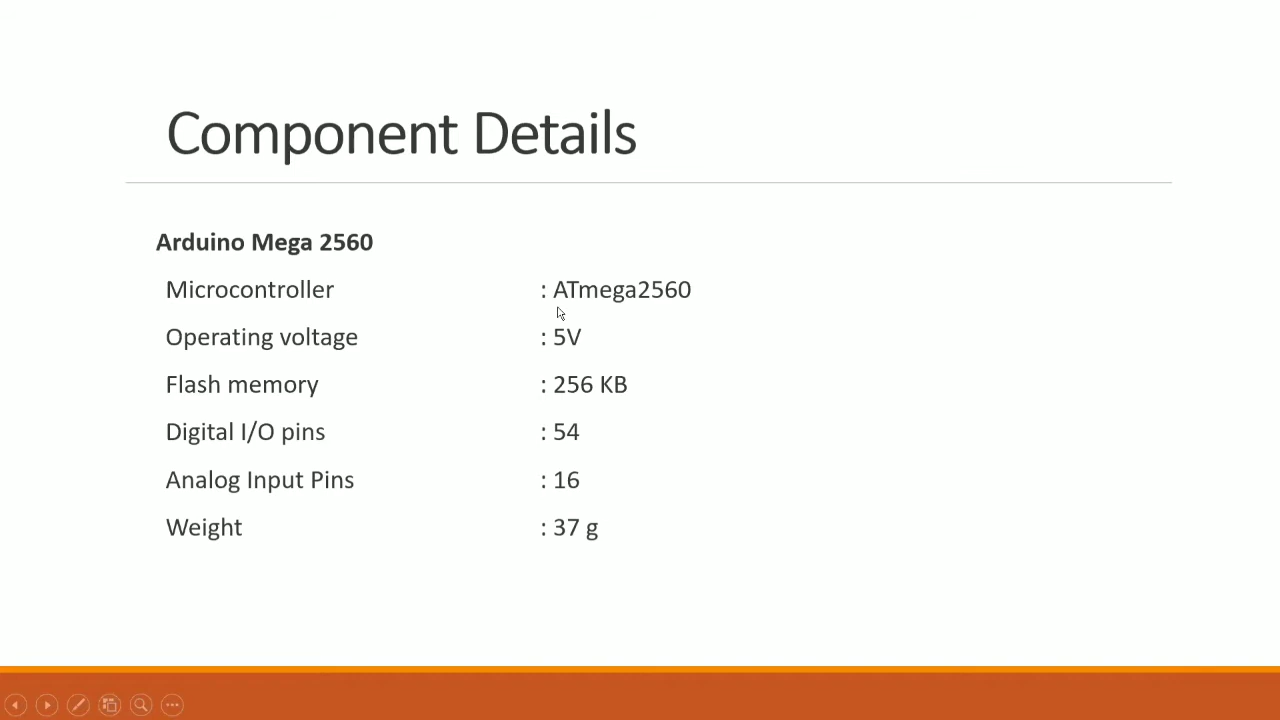 Component Details
Arduino Mega 2560
Microcontroller : ATmega2560
Operating voltage : 5V
Flash memory : 256 KB
Digital I/O pins : 54
Analog Input Pins : 16
Weight : 37 g